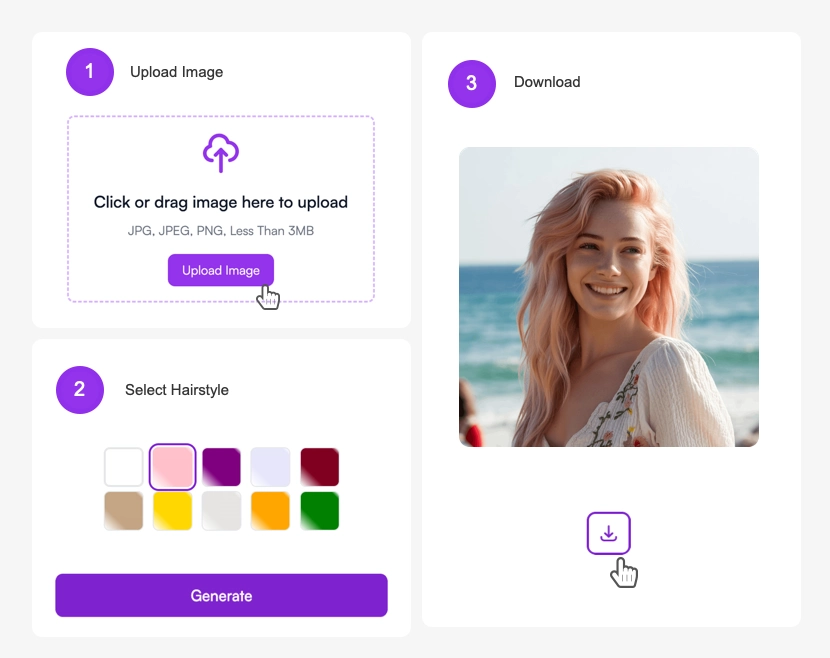 1
Upload Image
Click or drag image here to upload
JPG, JPEG, PNG, Less Than 3MB
Upload Image
2
Select Hairstyle
Generate
3
Download